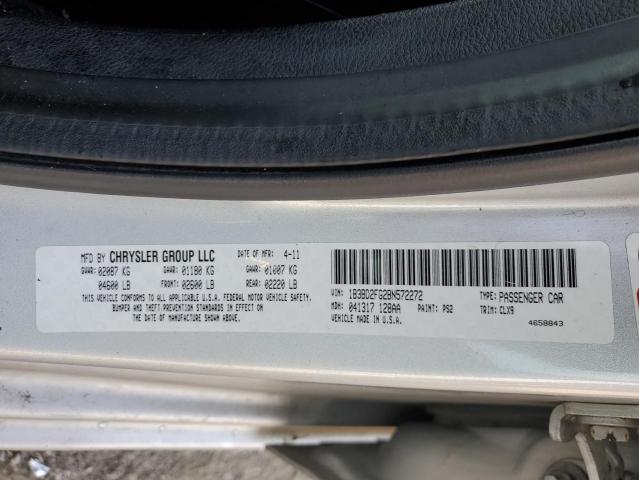 MFD BY CHRYSLER GROUP LLC DATE OF MFR: 4-11
GVWR: 02087 KG GAWR: 01180 KG GAWR: 01007 KG
04600 LB FRONT: 02600 LB REAR: 02220 LB
THIS VEHICLE CONFORMS TO ALL APPLICABLE U.S.A. FEDERAL MOTOR VEHICLE SAFETY,
BUMPER AND THEFT PREVENTION STANDARDS IN EFFECT ON
THE DATE OF MANUFACTURE SHOWN ABOVE.
VIN: 1B3BD2FG2BN572272 TYPE: PASSENGER CAR
MDH: 041317 128AA PAINT: PS2 TRIM: CLX9
VEHICLE MADE IN U.S.A.
4658843